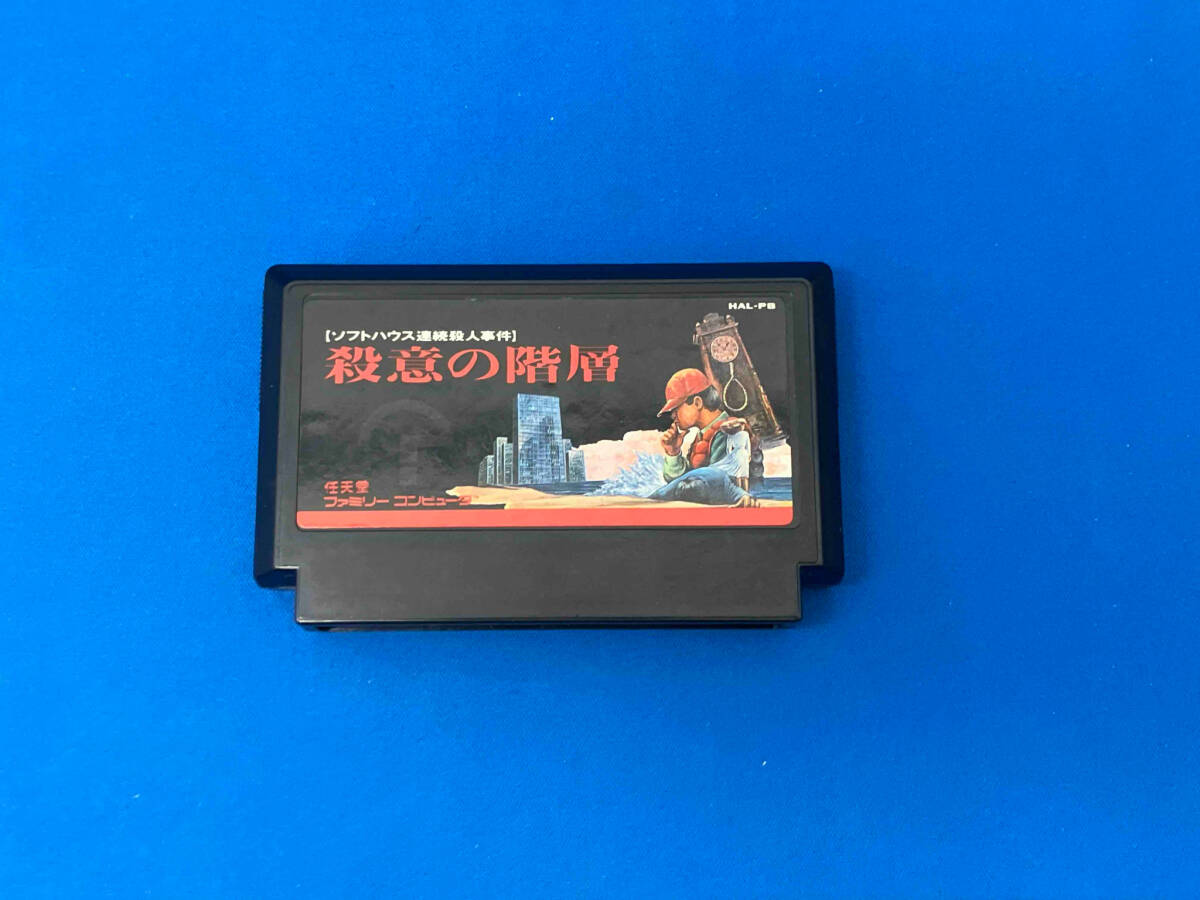 HAL-PB
【ソフトハウス連続殺人事件】
殺意の階層
任天堂
ファミリー コンピュータ